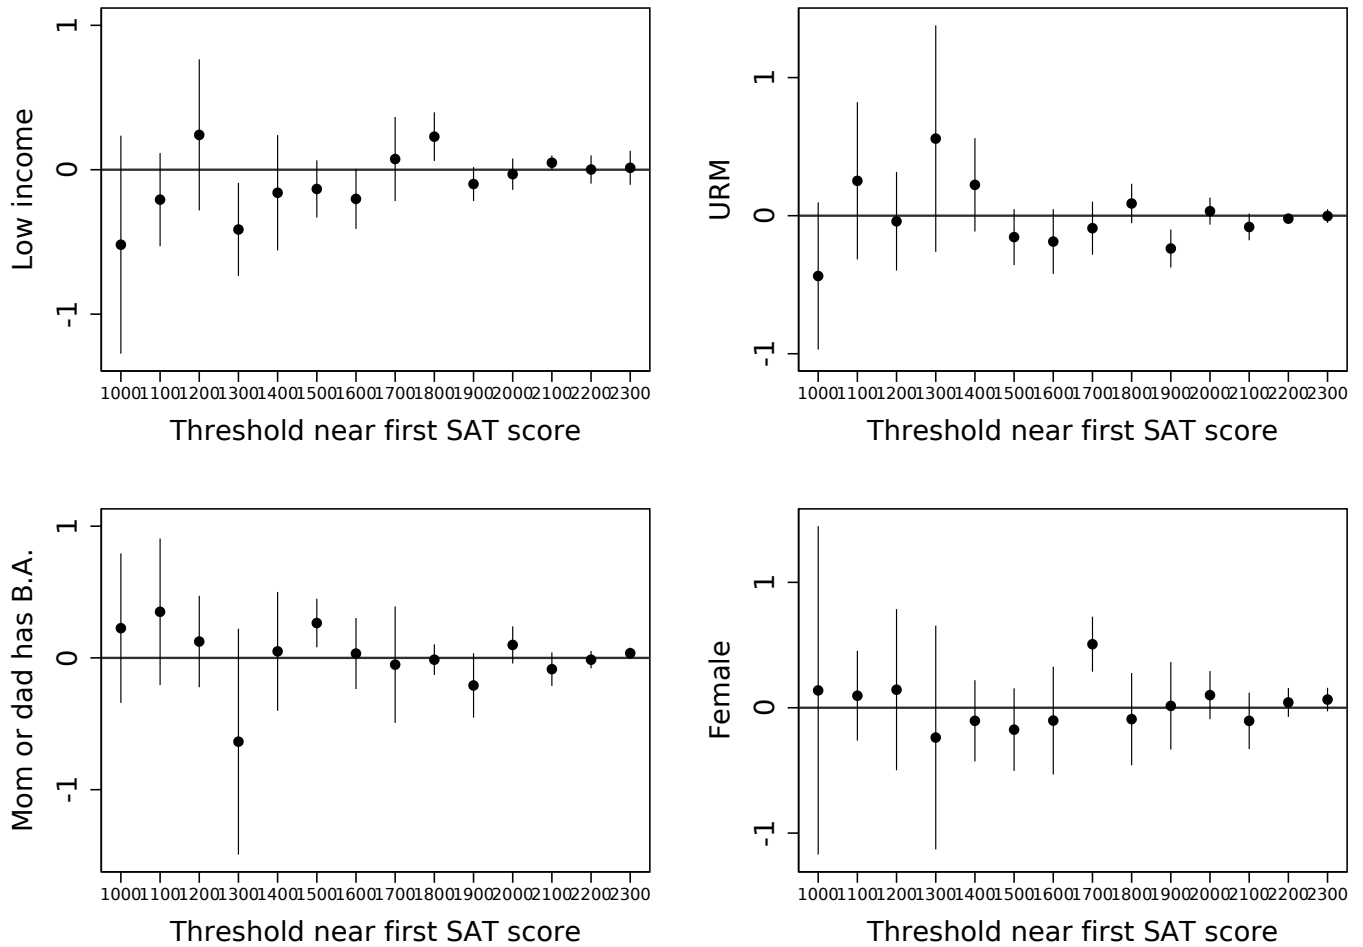 1
0
-1
Low income
1000 1100 1200 1300 1400 1500 1600 1700 1800 1900 2000 2100 2200 2300
Threshold near first SAT score
1
0
-1
URM
1000 1100 1200 1300 1400 1500 1600 1700 1800 1900 2000 2100 2200 2300
Threshold near first SAT score
1
0
-1
Mom or dad has B.A.
1000 1100 1200 1300 1400 1500 1600 1700 1800 1900 2000 2100 2200 2300
Threshold near first SAT score
1
0
-1
Female
1000 1100 1200 1300 1400 1500 1600 1700 1800 1900 2000 2100 2200 2300
Threshold near first SAT score